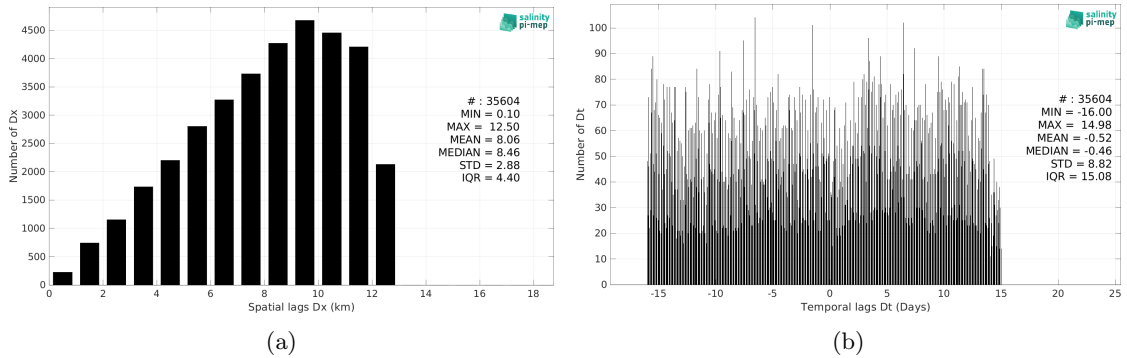 4500
4000
3500
3000
2500
2000
1500
1000
500
0
Number of Dx
0 2 4 6 8 10 12 14 16 18
Spatial lags Dx (km)
salinity
pi-mep
# : 35604
MIN = 0.10
MAX = 12.50
MEAN = 8.06
MEDIAN = 8.46
STD = 2.88
IQR = 4.40
(a)
110
100
90
80
70
60
50
40
30
20
10
0
Number of Dt
-15 -10 -5 0 5 10 15 20 25
Temporal lags Dt (Days)
salinity
pi-mep
# : 35604
MIN = -16.00
MAX = 14.98
MEAN = -0.52
MEDIAN = -0.46
STD = 8.82
IQR = 15.08
(b)